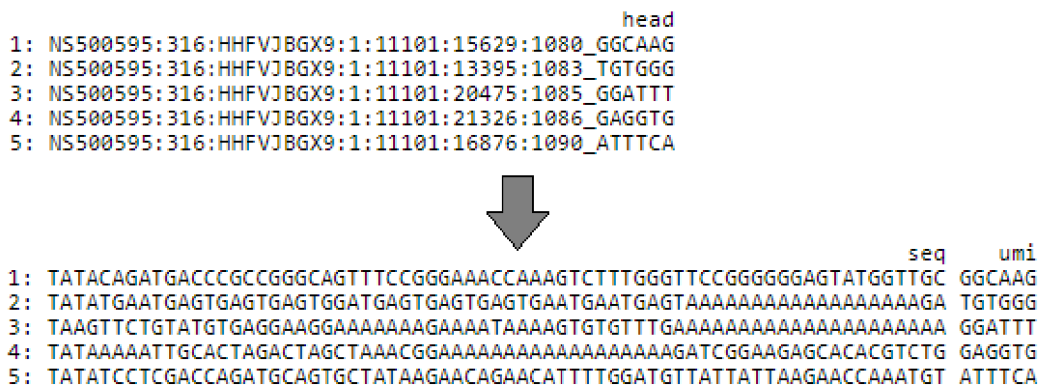 head
1: NS500595:316:HHFVJBGX9:1:11101:15629:1080_GGCAAG
2: NS500595:316:HHFVJBGX9:1:11101:13395:1083_TGTGGG
3: NS500595:316:HHFVJBGX9:1:11101:20475:1085_GGATTT
4: NS500595:316:HHFVJBGX9:1:11101:21326:1086_GAGGTG
5: NS500595:316:HHFVJBGX9:1:11101:16876:1090_ATTTCA
seq umi
1: TATACAGATGACCCGCCGGGCAGTTTCCGGGAAACCAAAGTCTTTGGGTTCCGGGGGGAGTATGGTTGC GGCAAG
2: TATATGAATGAGTGAGTGAGTGGATGAGTGAGTGAGTGAATGAATGAGTAAAAAAAAAAAAAAAAAAGA TGTGGG
3: TAAGTTCTGTATGTGAGGAAGGAAAAAAAGAAAATAAAAGTGTGTTTGAAAAAAAAAAAAAAAAAAAAA GGATTT
4: TATAAAAATTGCACTAGACTAGCTAAACGGAAAAAAAAAAAAAAAAAAGATCGGAAGAGCACACGTCTG GAGGTG
5: TATATCCTCGACCAGATGCAGTGCTATAAGAACAGAACATTTTGGATGTTATTATTAAGAACCAAATGT ATTTCA